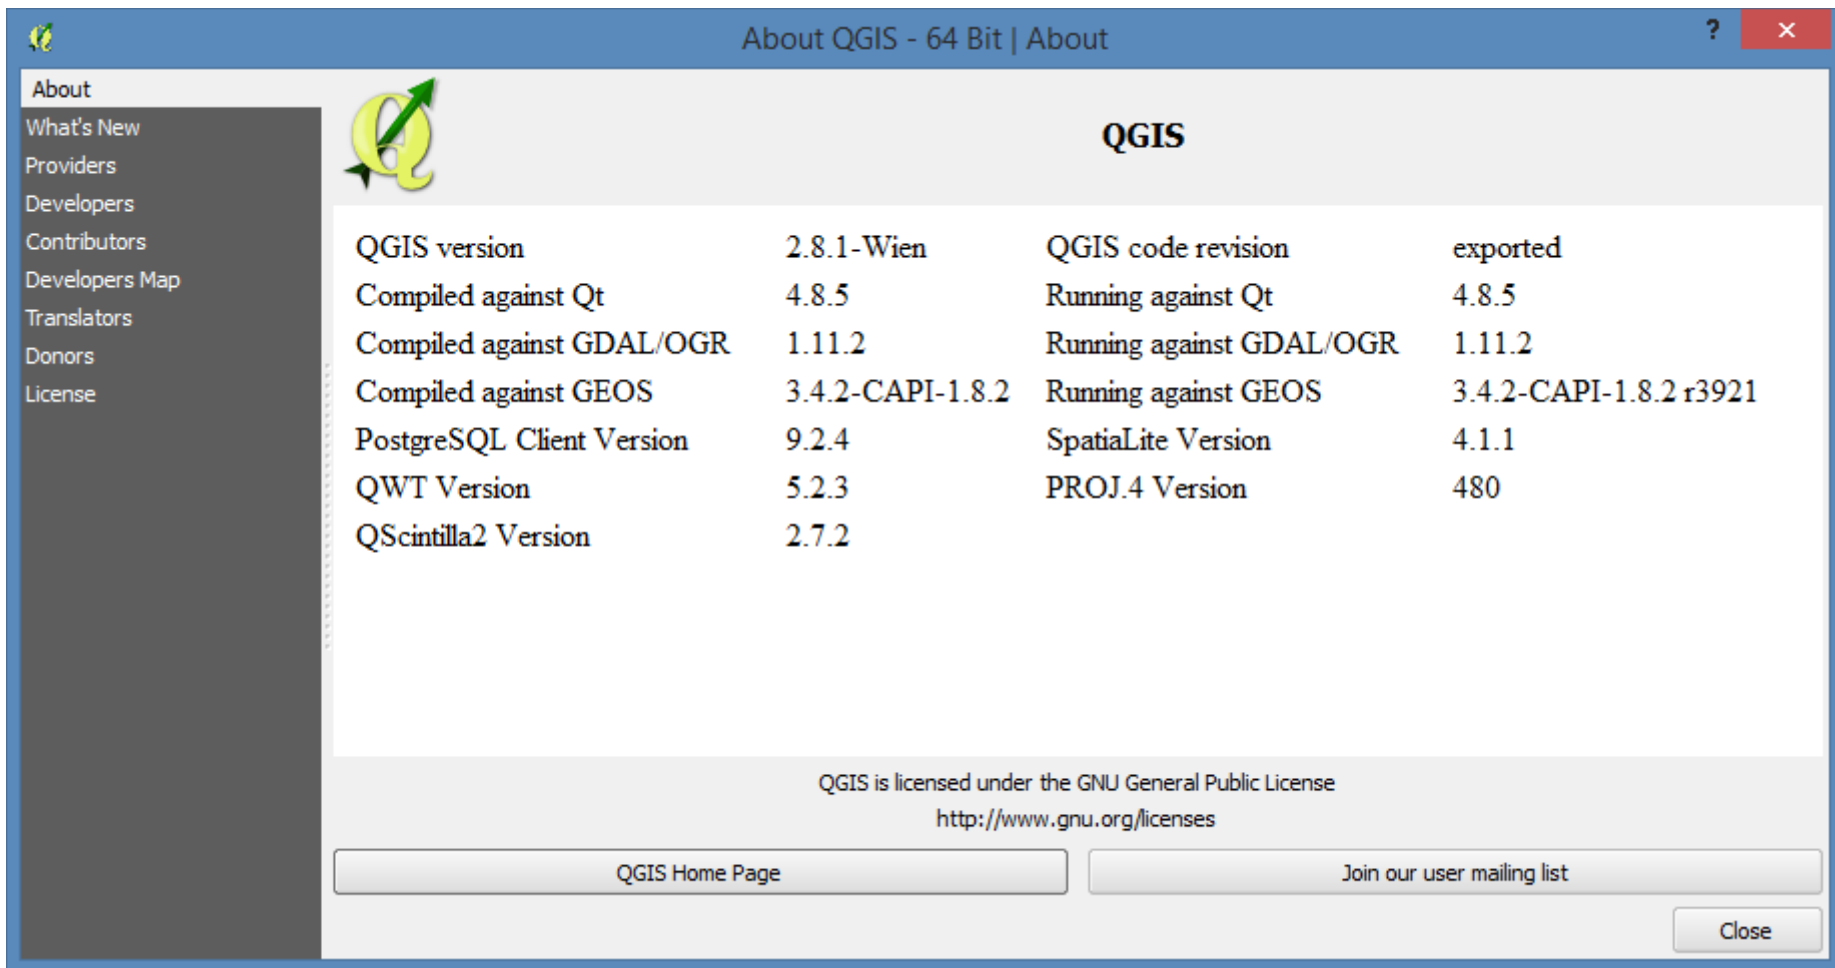 About QGIS - 64 Bit | About
?
About
What's New
Providers
Developers
Contributors
Developers Map
Translators
Donors
License
QGIS
QGIS version 2.8.1-Wien QGIS code revision exported
Compiled against Qt 4.8.5 Running against Qt 4.8.5
Compiled against GDAL/OGR 1.11.2 Running against GDAL/OGR 1.11.2
Compiled against GEOS 3.4.2-CAPI-1.8.2 Running against GEOS 3.4.2-CAPI-1.8.2 r3921
PostgreSQL Client Version 9.2.4 SpatiaLite Version 4.1.1
QWT Version 5.2.3 PROJ.4 Version 480
QScintilla2 Version 2.7.2
QGIS is licensed under the GNU General Public License
http://www.gnu.org/licenses
QGIS Home Page Join our user mailing list
Close